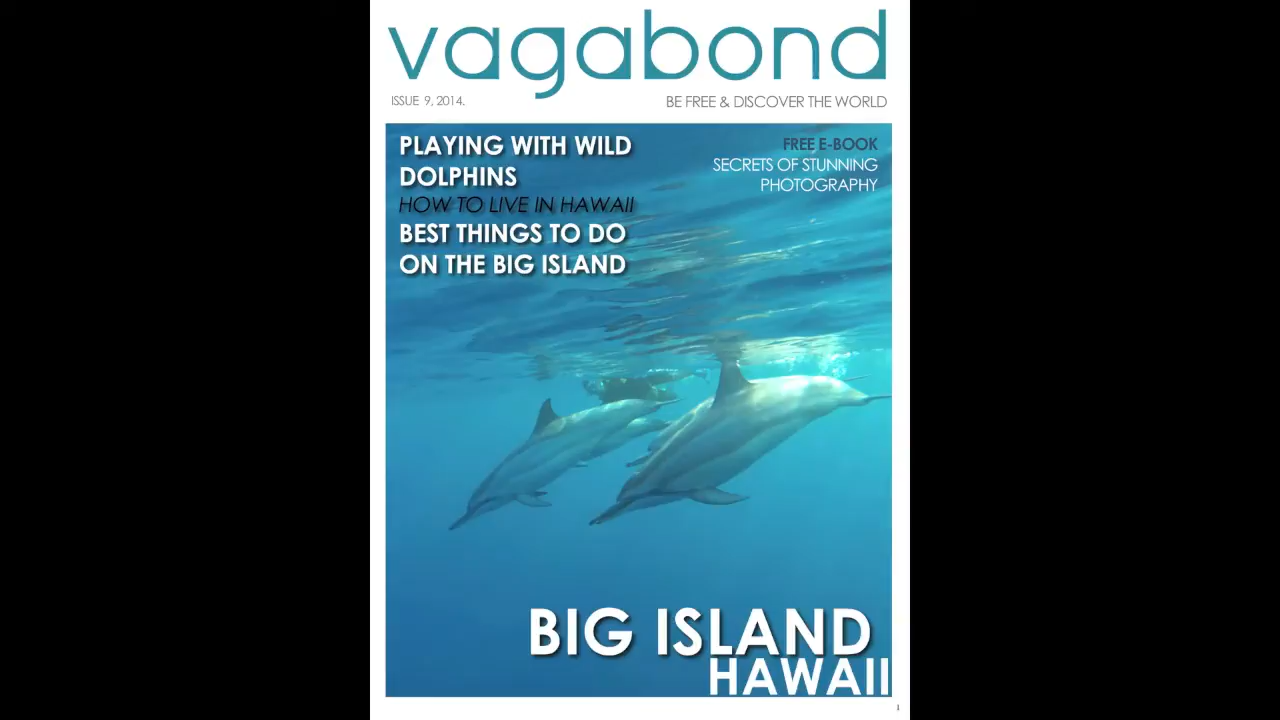 vagabond
ISSUE 9, 2014.
BE FREE & DISCOVER THE WORLD
PLAYING WITH WILD
DOLPHINS
HOW TO LIVE IN HAWAII
BEST THINGS TO DO
ON THE BIG ISLAND
FREE E-BOOK
SECRETS OF STUNNING
PHOTOGRAPHY
BIG ISLAND
HAWAII